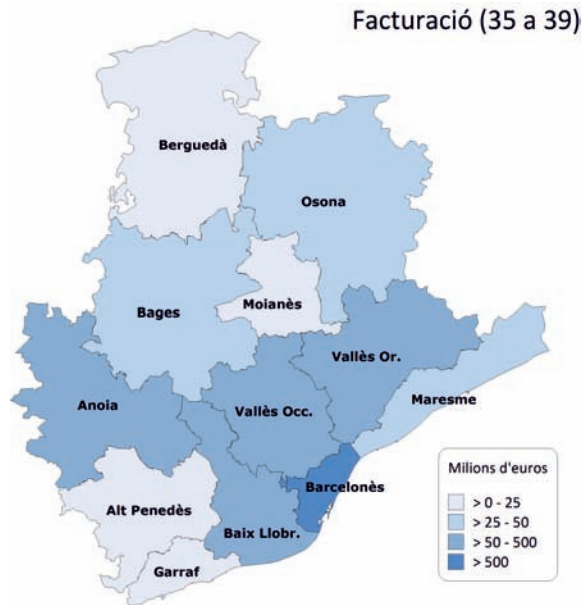 Facturació (35 a 39)
Berguedà
Osona
Moianès
Bages
Vallès Or.
Maresme
Anoia
Vallès Occ.
Barcelonès
Alt Penedès
Baix Llobr.
Garraf
Milions d'euros
> 0 - 25
> 25 - 50
> 50 - 500
> 500